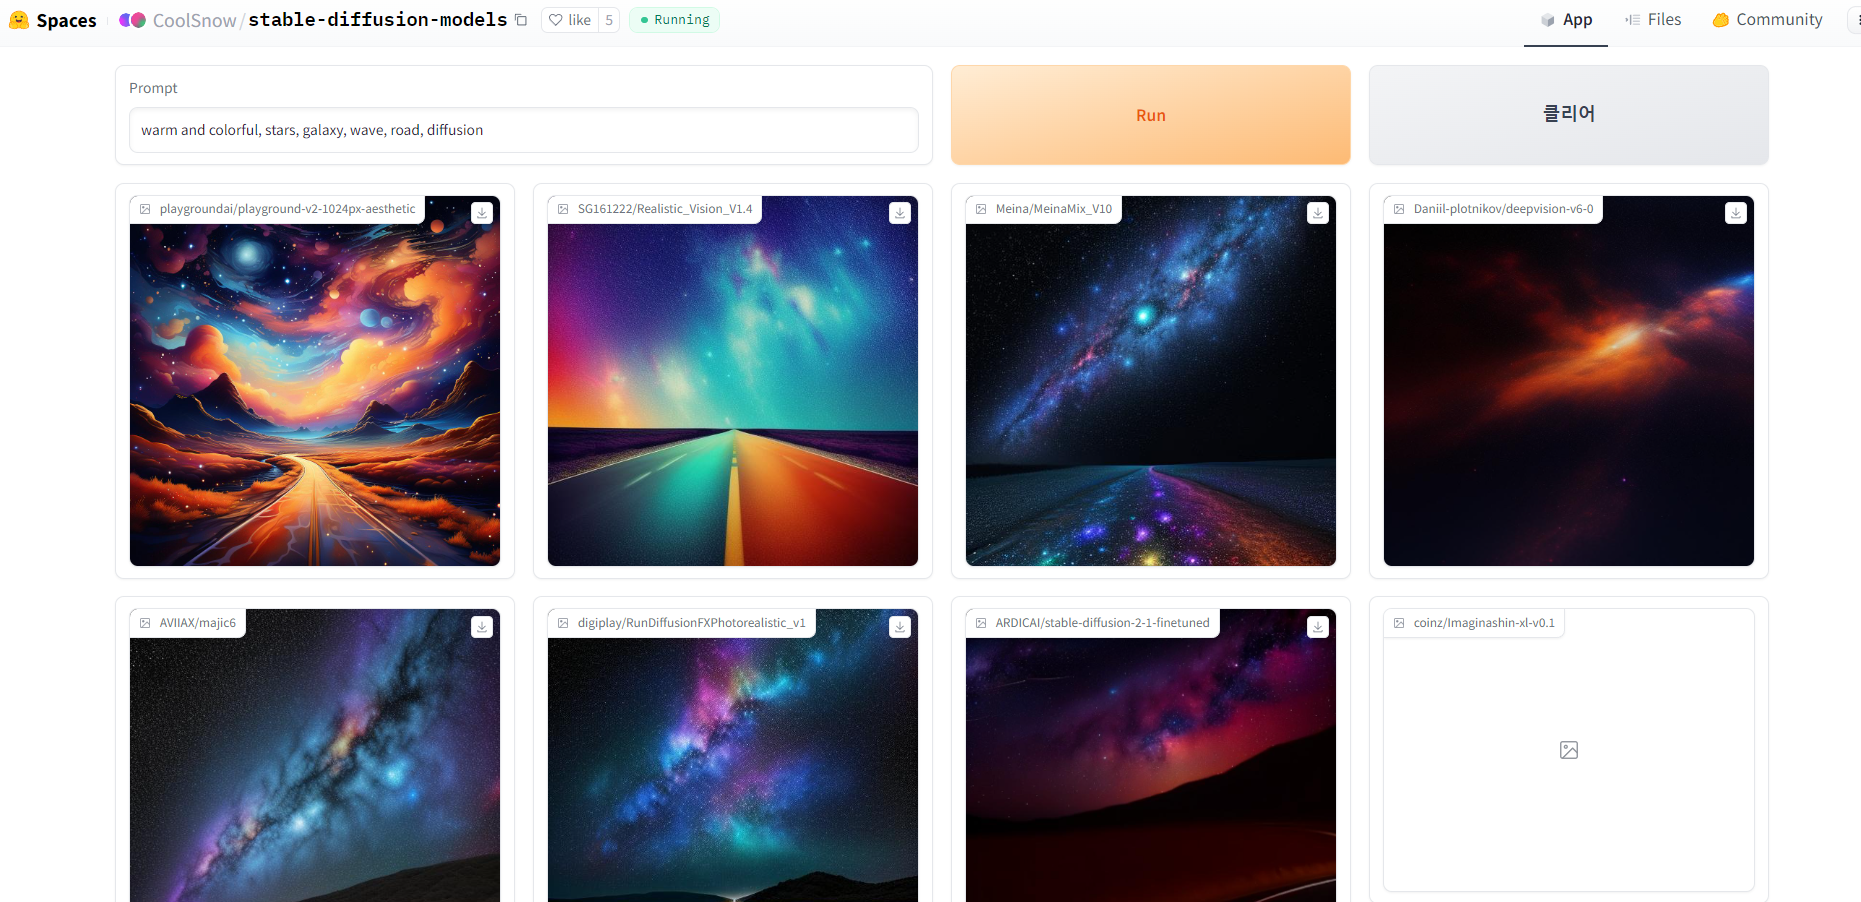 Spaces CoolSnow/stable-diffusion-models like 5 Running App Files Community
Prompt
warm and colorful, stars, galaxy, wave, road, diffusion
Run
클리어
playgroundai/playground-v2-1024px-aesthetic
SG161222/Realistic_Vision_V1.4
Meina/MeinaMix_V10
Daniil-plotnikov/deepvision-v6-0
AVIIAX/majic6
digiplay/RunDiffusionFXPhotorealistic_v1
ARDICAI/stable-diffusion-2-1-finetuned
coinz/Imaginashin-xl-v0.1